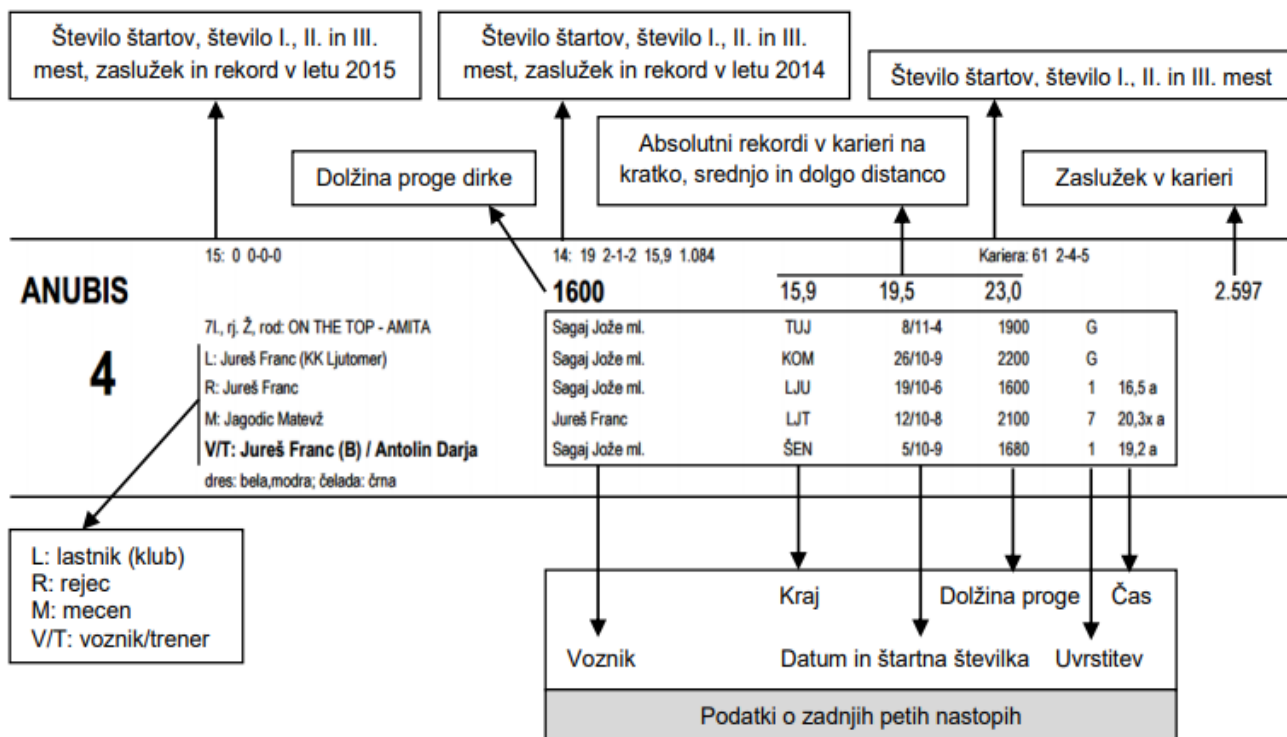 Število štartov, število I., II. in III.
mest, zaslužek in rekord v letu 2015
Število štartov, število I., II. in III.
mest, zaslužek in rekord v letu 2014
Število štartov, število I., II. in III. mest
Dolžina proge dirke
Absolutni rekordi v karieri na
kratko, srednjo in dolgo distanco
Zaslužek v karieri
15: 0 0-0-0 14: 19 2-1-2 15,9 1.084 Kariera: 61 2-4-5
ANUBIS 1600 15,9 19,5 23,0 2.597
7l., rj. Ž, rod: ON THE TOP - AMITA
4
L: Jureš Franc (KK Ljutomer)
R: Jureš Franc
M: Jagodic Matevž
V/T: Jureš Franc (B) / Antolin Darja
dres: bela,modra; čelada: črna
Sagaj Jože ml. TUJ 8/11-4 1900 G
Sagaj Jože ml. KOM 26/10-9 2200 G
Sagaj Jože ml. LJU 19/10-6 1600 1 16,5 a
Jureš Franc LJT 12/10-8 2100 7 20,3x a
Sagaj Jože ml. ŠEN 5/10-9 1680 1 19,2 a
L: lastnik (klub)
R: rejec
M: mecen
V/T: voznik/trener
Kraj Dolžina proge Čas
Voznik Datum in štartna številka Uvrstitev
Podatki o zadnjih petih nastopih